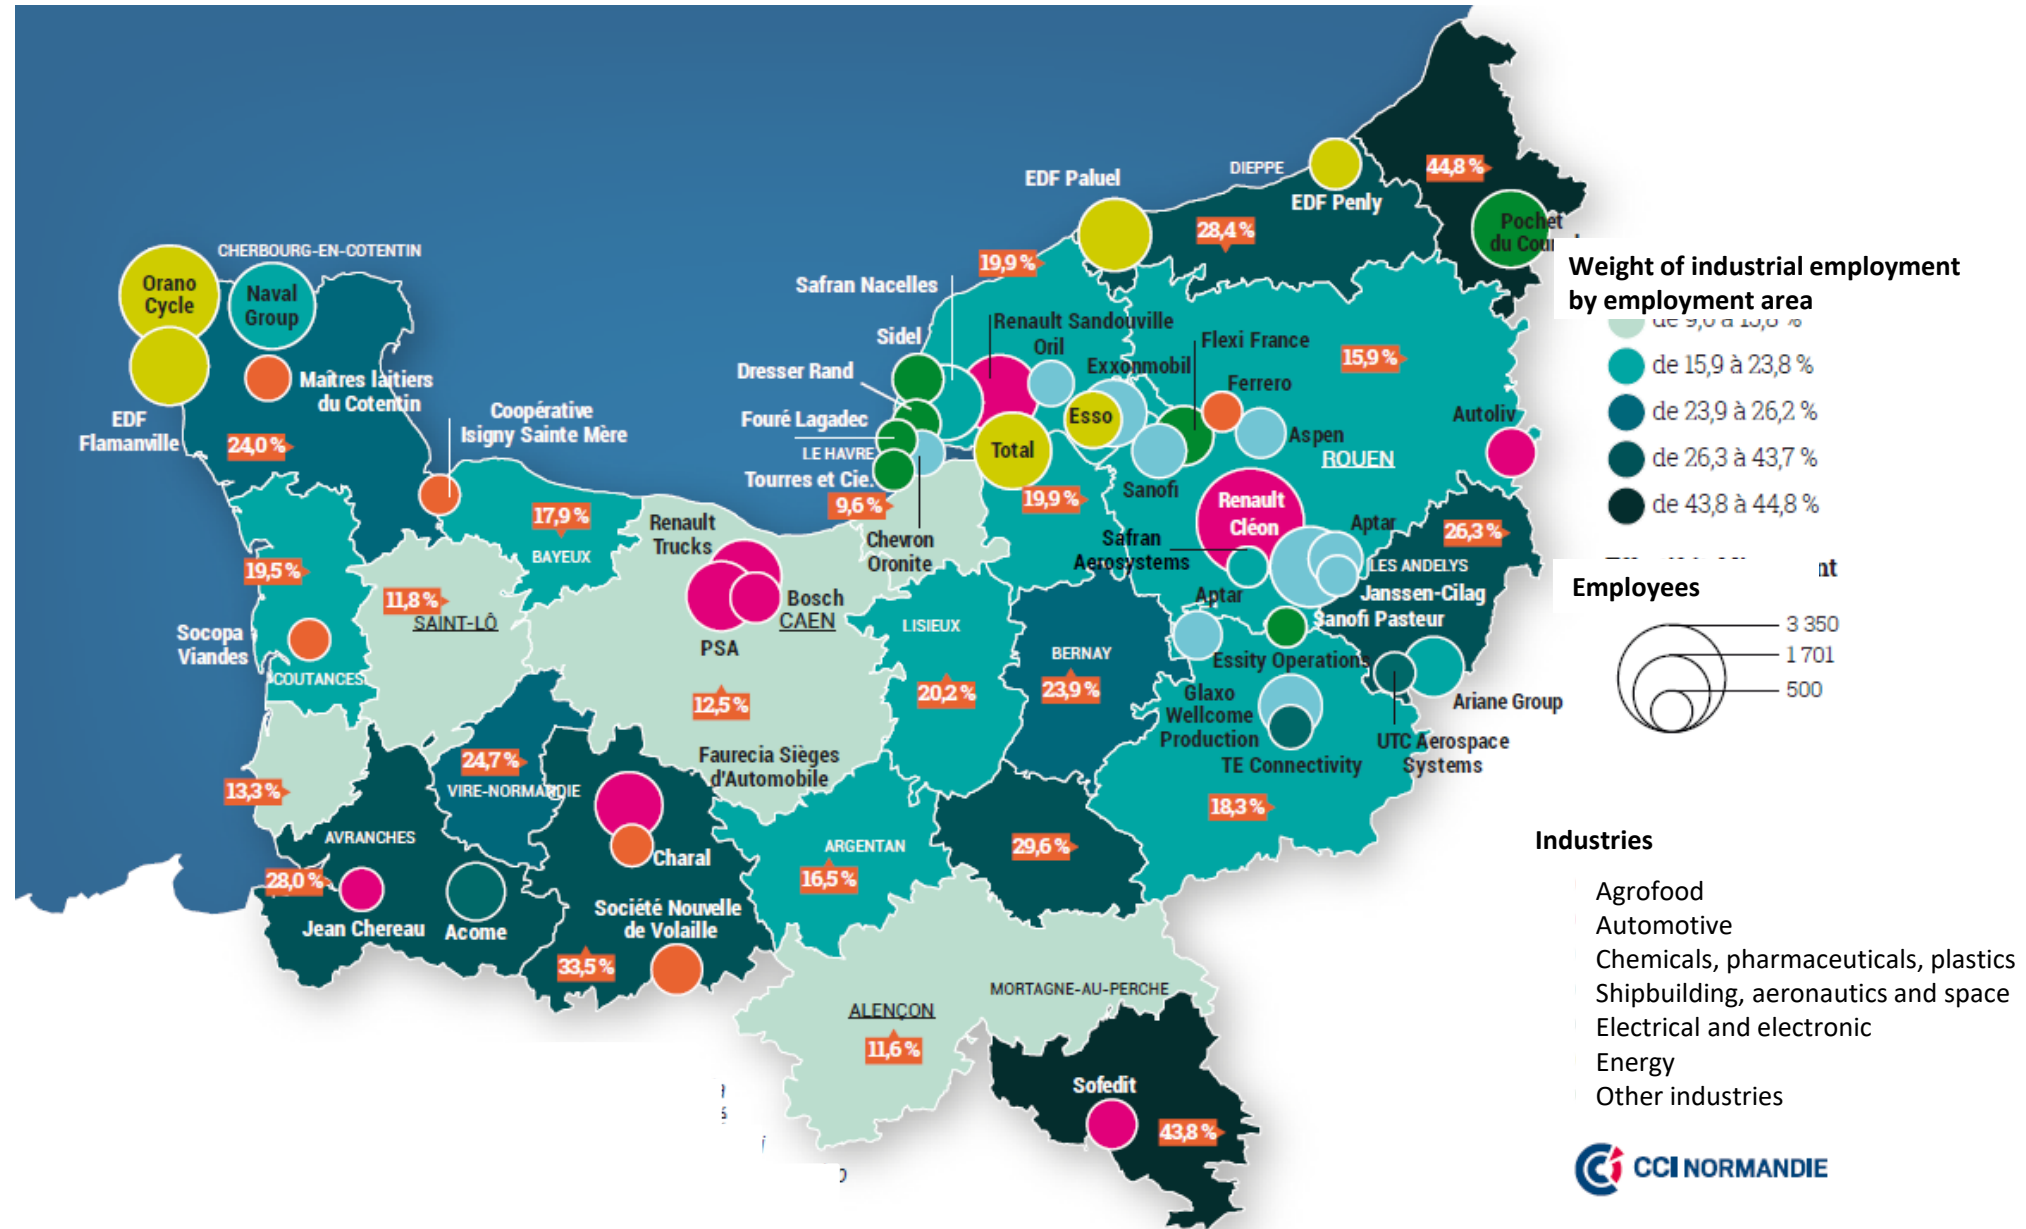 44,8 %
DIEPPE
EDF Paluel
EDF Penly
Pochet
28,4 %
19,9 %
CHERBOURG-EN-COTENTIN
Orano
Cycle
Naval
Group
Safran Nacelles
Sidel
Renault Sandouville
Oril
Exxonmobil
Flexi France
15,9 %
Dresser Rand
Ferrero
Maîtres laitiers
du Cotentin
EDF
Flamanville
24,0 %
Coopérative
Isigny Sainte Mère
Fouré Lagadec
LE HAVRE
Tourres et Cie.
Esso
Total
Aspen
ROUEN
Autoliv
9,6 %
19,9 %
Sanofi
Renault
Cléon
Aptar
26,3 %
17,9 %
BAYEUX
Renault
Trucks
Chevron
Oronite
Safran
Aerosystems
LES ANDELYS
Janssen-Cilag
Sanofi Pasteur
19,5 %
11,8 %
SAINT-LÔ
Bosch
CAEN
PSA
LISIEUX
Aptar
Socopa
Viandes
COUTANCES
BERNAY
23,9 %
20,2 %
12,5 %
Essity Operations
Glaxo
Wellcome
Production
TE Connectivity
Ariane Group
UTC Aerospace
Systems
Faurecia Sièges
d'Automobile
24,7 %
VIRE-NORMANDIE
13,3 %
18,3 %
AVRANCHES
Charal
ARGENTAN
16,5 %
29,6 %
28,0 %
Jean Chereau
Acome
Société Nouvelle
de Volaille
33,5 %
MORTAGNE-AU-PERCHE
ALENÇON
11,6 %
Sofedit
43,8 %
Weight of industrial employment
by employment area
de 15,9 à 23,8 %
de 23,9 à 26,2 %
de 26,3 à 43,7 %
de 43,8 à 44,8 %
Employees
3 350
1 701
500
Industries
Agrofood
Automotive
Chemicals, pharmaceuticals, plastics
Shipbuilding, aeronautics and space
Electrical and electronic
Energy
Other industries
CCI NORMANDIE